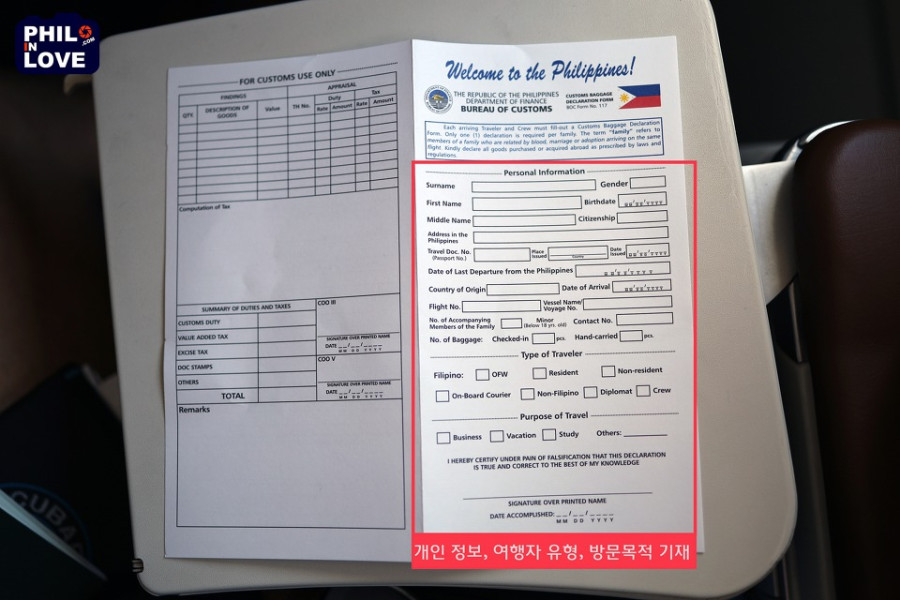 PHIL
IN .COM
LOVE
FOR CUSTOMS USE ONLY
FINDINGS APPRAISAL
QTY DESCRIPTION OF GOODS Value TH No. Duty Tax
Rate Amount Rate Amount
Computation of Tax
SUMMARY OF DUTIES AND TAXES COO III
CUSTOMS DUTY
VALUE ADDED TAX SIGNATURE OVER PRINTED NAME
DATE __/__/____
MM DD YYYY
EXCISE TAX COO V
DOC STAMPS
OTHERS SIGNATURE OVER PRINTED NAME
TOTAL DATE __/__/____
MM DD YYYY
Remarks
Welcome to the Philippines!
THE REPUBLIC OF THE PHILIPPINES
DEPARTMENT OF FINANCE
BUREAU OF CUSTOMS
CUSTOMS BAGGAGE
DECLARATION FORM
BOC Form No. 117
Each arriving Traveler and Crew must fill-out a Customs Baggage Declaration
Form. Only one (1) declaration is required per family. The term "family" refers to
members of a family who are related by blood, marriage or adoption arriving on the same
flight. Kindly declare all goods purchased or acquired abroad as prescribed by laws and
regulations.
Personal Information
Surname Gender
First Name Birthdate MM/DD/YYYY
Middle Name Citizenship
Address in the
Philippines
Travel Doc. No.
(Passport No.) Place
Issued Date
Issued MM/DD/YYYY
Date of Last Departure from the Philippines
Country of Origin Date of Arrival MM/DD/YYYY
Flight No. Vessel Name/
Voyage No.
No. of Accompanying
Members of the Family Minor
(Below 18 yrs. old) Contact No.
No. of Baggage: Checked-in pcs. Hand-carried pcs.
Type of Traveler
Filipino: OFW Resident Non-resident
On-Board Courier Non-Filipino Diplomat Crew
Purpose of Travel
Business Vacation Study Others: ________
I HEREBY CERTIFY UNDER PAIN OF FALSIFICATION THAT THIS DECLARATION
IS TRUE AND CORRECT TO THE BEST OF MY KNOWLEDGE
SIGNATURE OVER PRINTED NAME
DATE ACCOMPLISHED: __/__/____
MM DD YYYY
개인 정보, 여행자 유형, 방문목적 기재